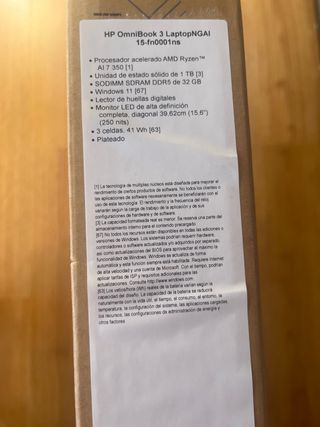 HP OmniBook 3 LaptopNGAI
15-fn0001ns
• Procesador acelerado AMD Ryzen™
AI 7 350 [1]
• Unidad de estado sólido de 1 TB [3]
• SODIMM SDRAM DDR5 de 32 GB
• Windows 11 [67]
• Lector de huellas digitales
• Monitor LED de alta definición
completa, diagonal 39,62cm (15,6")
(250 nits)
• 3 celdas, 41 Wh [63]
• Plateado
[1] La tecnología de múltiples núcleos está diseñada para mejorar el
rendimiento de ciertos productos de software. No todos los clientes o
las aplicaciones de software necesariamente se beneficiarán con el
uso de esta tecnología. El rendimiento y la frecuencia del reloj
variarán según la carga de trabajo de la aplicación y de sus
configuraciones de hardware y de software.
[3] La capacidad formateada real es menor. Se reserva una parte del
almacenamiento interno para el contenido precargado.
[67] No todos los recursos están disponibles en todas las ediciones o
versiones de Windows. Los sistemas podrían requerir hardware,
controladores o software actualizados y/o adquiridos por separado,
así como actualizaciones del BIOS para aprovechar al máximo la
funcionalidad de Windows. Windows se actualiza de forma
automática y esta función siempre está habilitada. Requiere Internet
de alta velocidad y una cuenta de Microsoft. Con el tiempo, podrían
aplicar tarifas de ISP y requisitos adicionales para las
actualizaciones. Consulte http://www.windows.com.
[63] Los vatios/hora (Wh) reales de la batería varían según la
capacidad del diseño. La capacidad de la batería se reducirá
naturalmente con la vida útil, el tiempo, el consumo, el entorno, la
temperatura, la configuración del sistema, las aplicaciones cargadas,
los recursos, las configuraciones de administración de energía y
otros factores